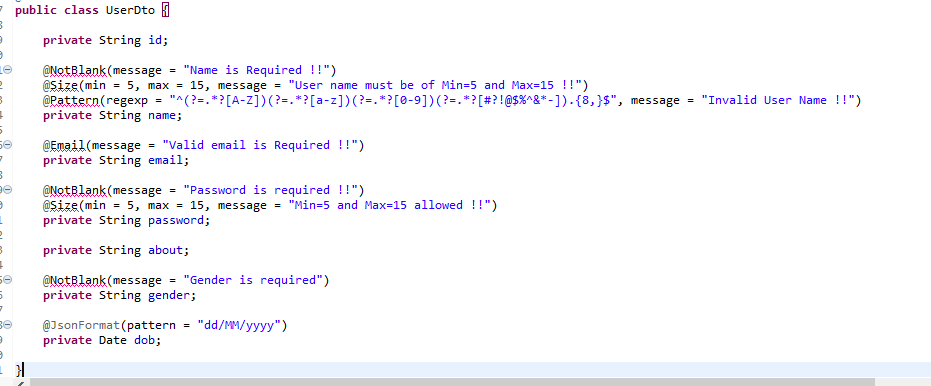 public class UserDto {
private String id;
@NotBlank(message = "Name is Required !!")
@Size(min = 5, max = 15, message = "User name must be of Min=5 and Max=15 !!")
@Pattern(regexp = "^(?=.*?[A-Z])(?=.*?[a-z])(?=.*?[0-9])(?=.*?[#?!@$%^&*-]).{8,}$", message = "Invalid User Name !!")
private String name;
@Email(message = "Valid email is Required !!")
private String email;
@NotBlank(message = "Password is required !!")
@Size(min = 5, max = 15, message = "Min=5 and Max=15 allowed !!")
private String password;
private String about;
@NotBlank(message = "Gender is required")
private String gender;
@JsonFormat(pattern = "dd/MM/yyyy")
private Date dob;
}